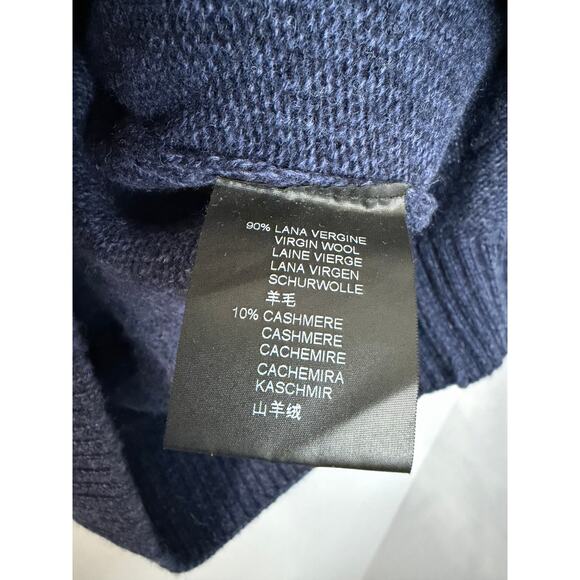 90% LANA VERGINE
VIRGIN WOOL
LAINE VIERGE
LANA VIRGEN
SCHURWOLLE
羊毛
10% CASHMERE
CASHMERE
CACHEMIRE
CACHEMIRA
KASCHMIR
山羊绒